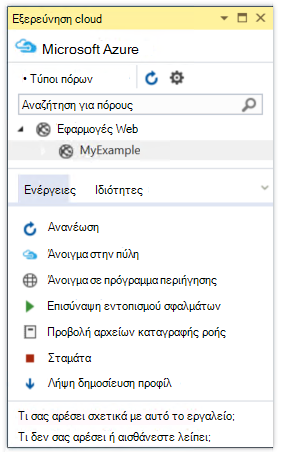 Εξερεύνηση cloud
Microsoft Azure
• Τύποι πόρων
Αναζήτηση για πόρους
Εφαρμογές Web
MyExample
Ενέργειες Ιδιότητες
Ανανέωση
Άνοιγμα στην πύλη
Άνοιγμα σε πρόγραμμα περιήγησης
Επισύναψη εντοπισμού σφαλμάτων
Προβολή αρχείων καταγραφής ροής
Σταμάτα
Λήψη δημοσίευση προφίλ
Τι σας αρέσει σχετικά με αυτό το εργαλείο;
Τι δεν σας αρέσει ή αισθάνεστε λείπει;